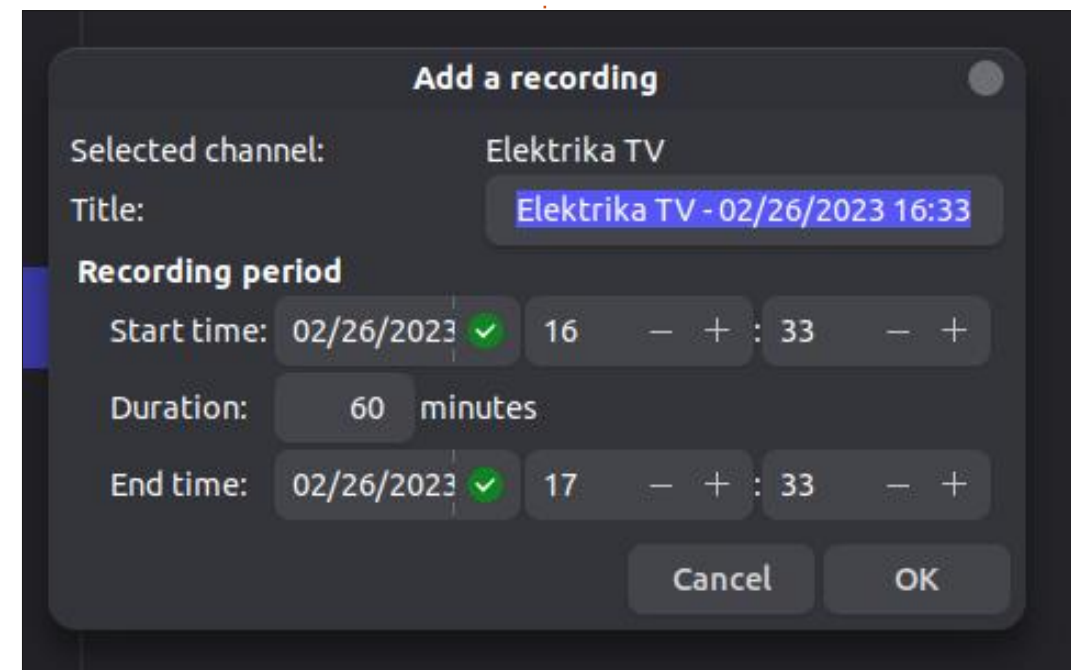 Add a recording
Selected channel: Elektrika TV
Title: Elektrika TV - 02/26/2023 16:33
Recording period
Start time: 02/26/2023 16 − + : 33 − +
Duration: 60 minutes
End time: 02/26/2023 17 − + : 33 − +
Cancel OK